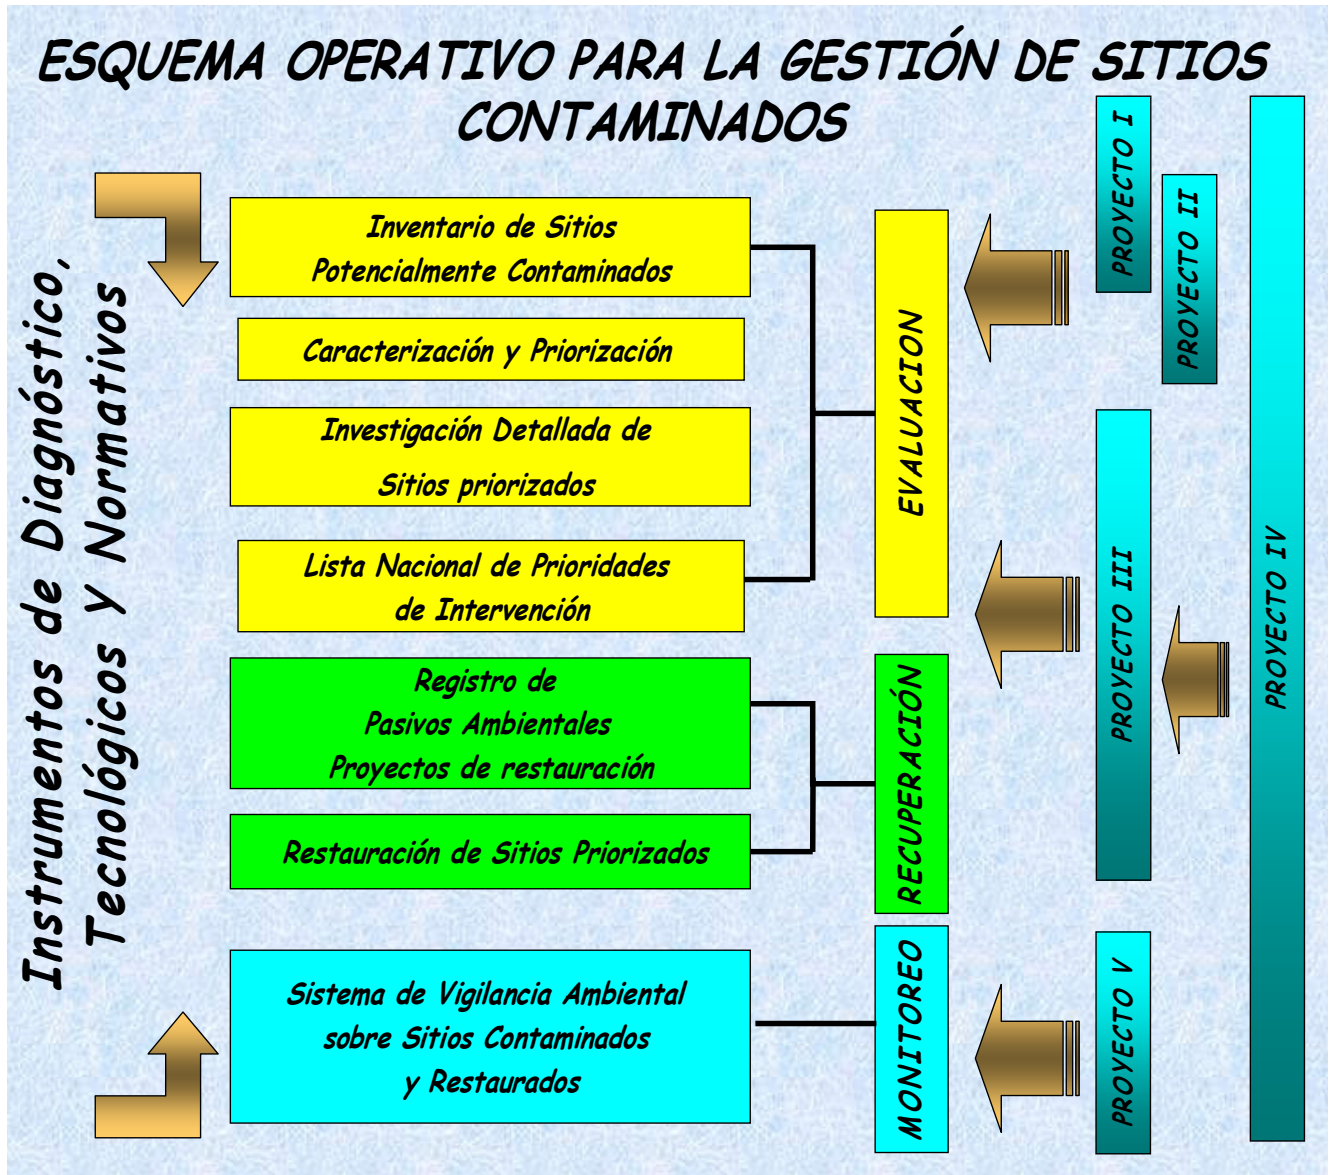 ESQUEMA OPERATIVO PARA LA GESTIÓN DE SITIOS
CONTAMINADOS
Instrumentos de Diagnóstico,
Tecnológicos y Normativos
Inventario de Sitios
Potencialmente Contaminados
Caracterización y Priorización
Investigación Detallada de
Sitios priorizados
Lista Nacional de Prioridades
de Intervención
Registro de
Pasivos Ambientales
Proyectos de restauración
Restauración de Sitios Priorizados
Sistema de Vigilancia Ambiental
sobre Sitios Contaminados
y Restaurados
EVALUACION
RECUPERACIÓN
MONITOREO
PROYECTO I
PROYECTO II
PROYECTO III
PROYECTO IV
PROYECTO V